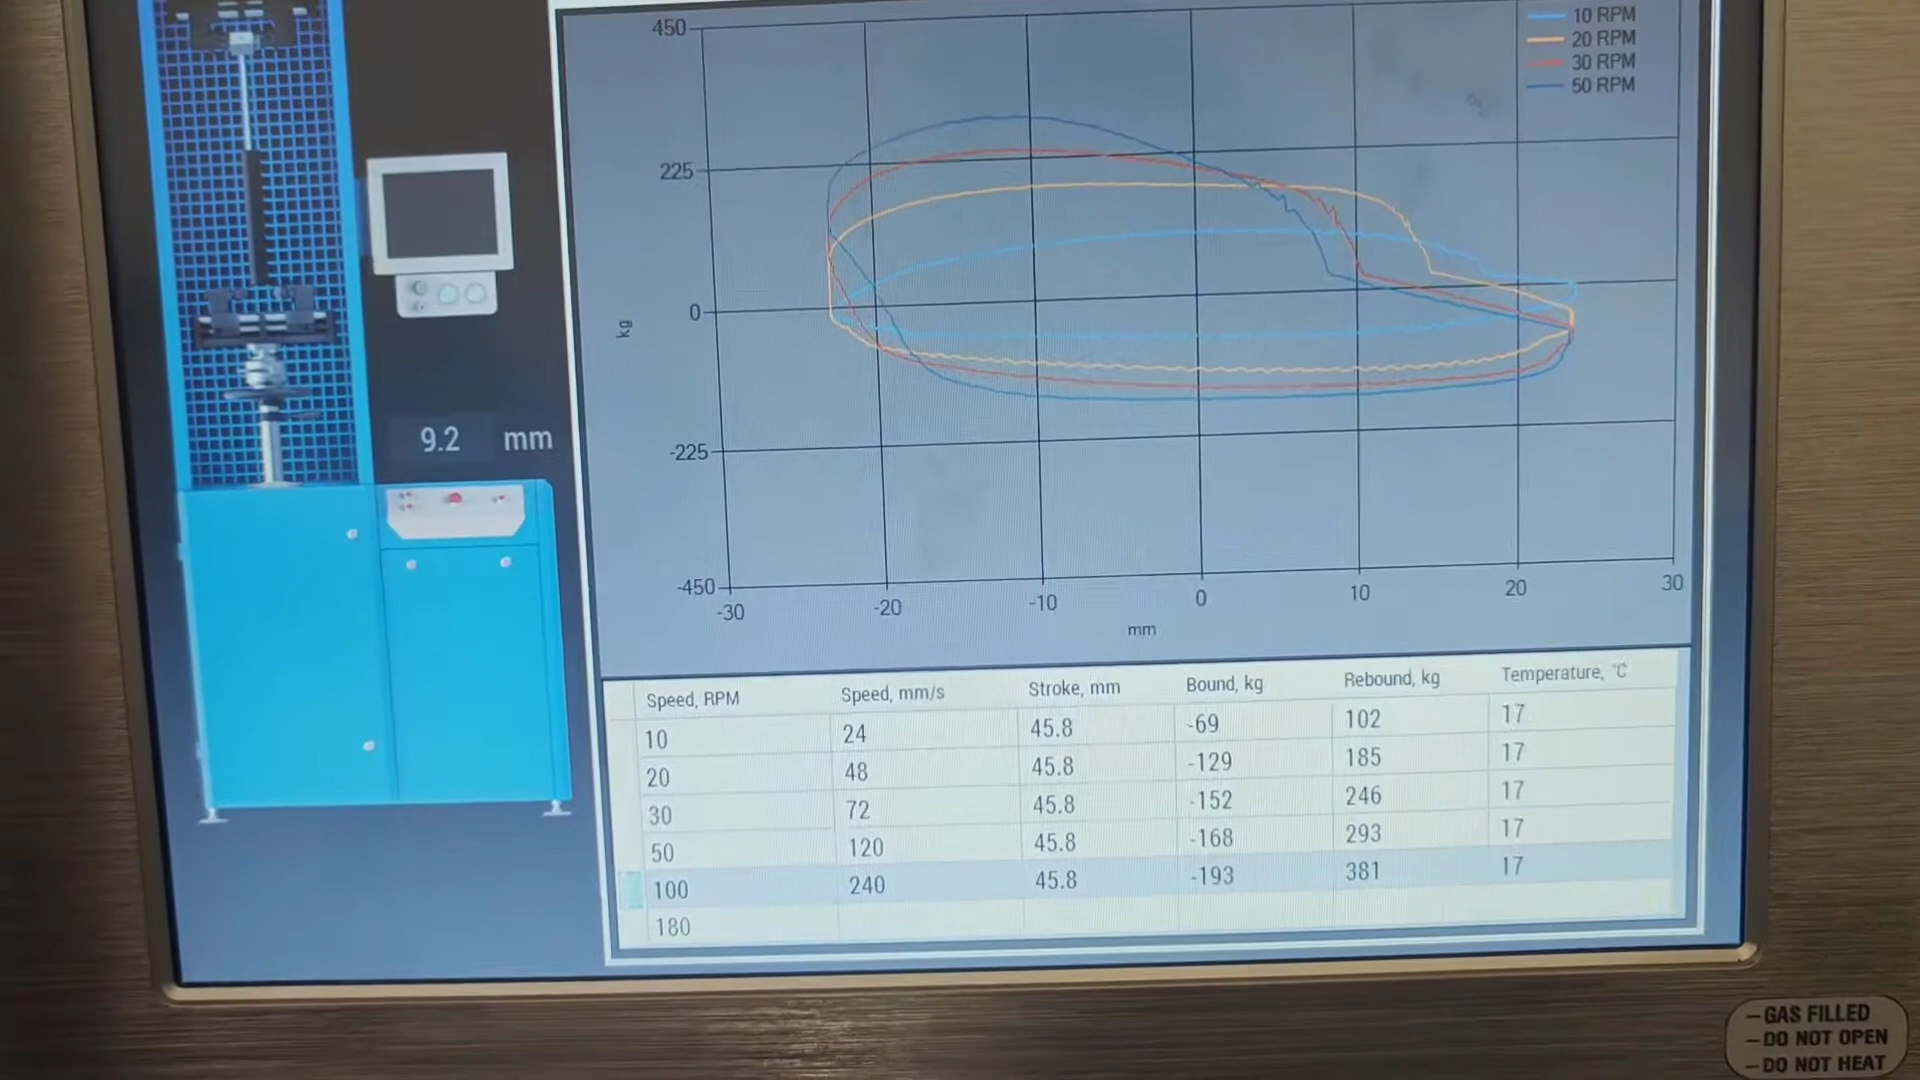 10 RPM
20 RPM
30 RPM
50 RPM
450
225
0
-225
-450
kg
-30 -20 -10 0 10 20 30
mm
9.2 mm
Speed, RPM Speed, mm/s Stroke, mm Bound, kg Rebound, kg Temperature, °C
10 24 45.8 -69 102 17
20 48 45.8 -129 185 17
30 72 45.8 -152 246 17
50 120 45.8 -168 293 17
100 240 45.8 -193 381 17
180
– GAS FILLED
– DO NOT OPEN
– DO NOT HEAT